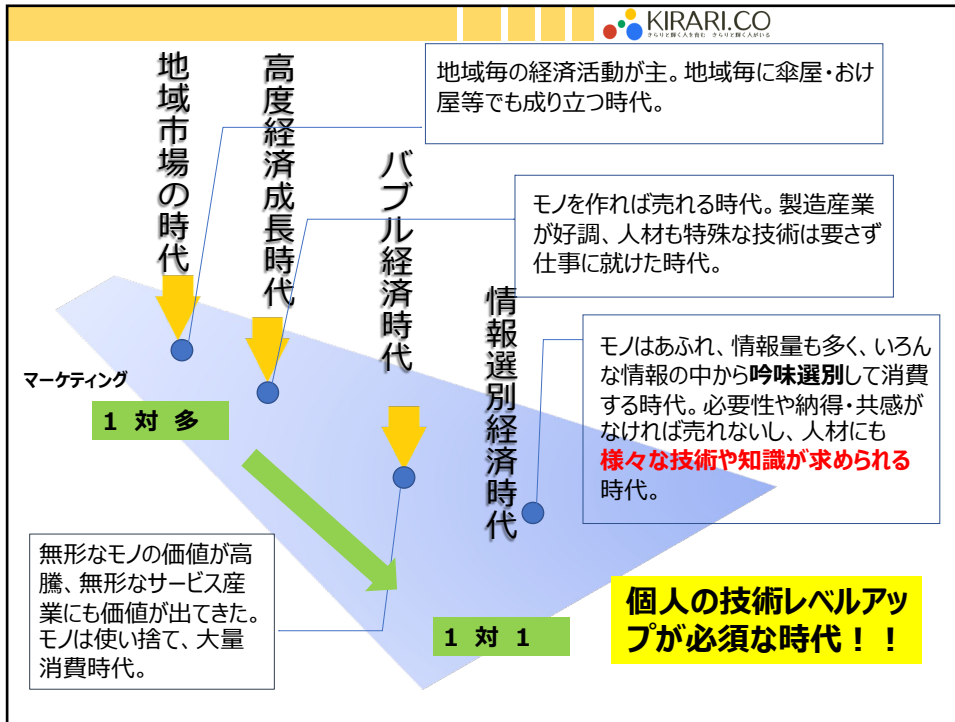 KIRARI.CO
きらりと輝く人を育む きらりと輝く人がいる
地域市場の時代
高度経済成長時代
バブル経済時代
情報選別経済時代
地域毎の経済活動が主。地域毎に傘屋・おけ
屋等でも成り立つ時代。
モノを作れば売れる時代。製造産業
が好調、人材も特殊な技術は要さず
仕事に就けた時代。
モノはあふれ、情報量も多く、いろん
な情報の中から吟味選別して消費
する時代。必要性や納得・共感が
なければ売れないし、人材にも
様々な技術や知識が求められる
時代。
マーケティング
1 対 多
無形なモノの価値が高
騰、無形なサービス産
業にも価値が出てきた。
モノは使い捨て、大量
消費時代。
1 対 1
個人の技術レベルアッ
プが必須な時代！！